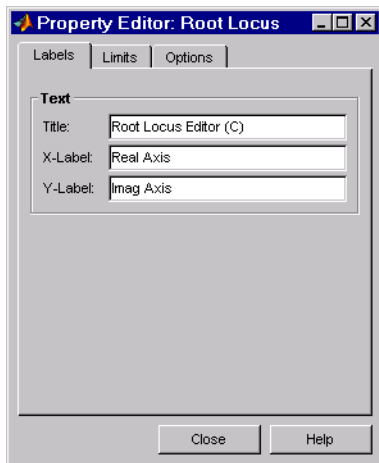 Property Editor: Root Locus
Labels Limits Options
Text
Title: Root Locus Editor (C)
X-Label: Real Axis
Y-Label: Imag Axis
Close Help